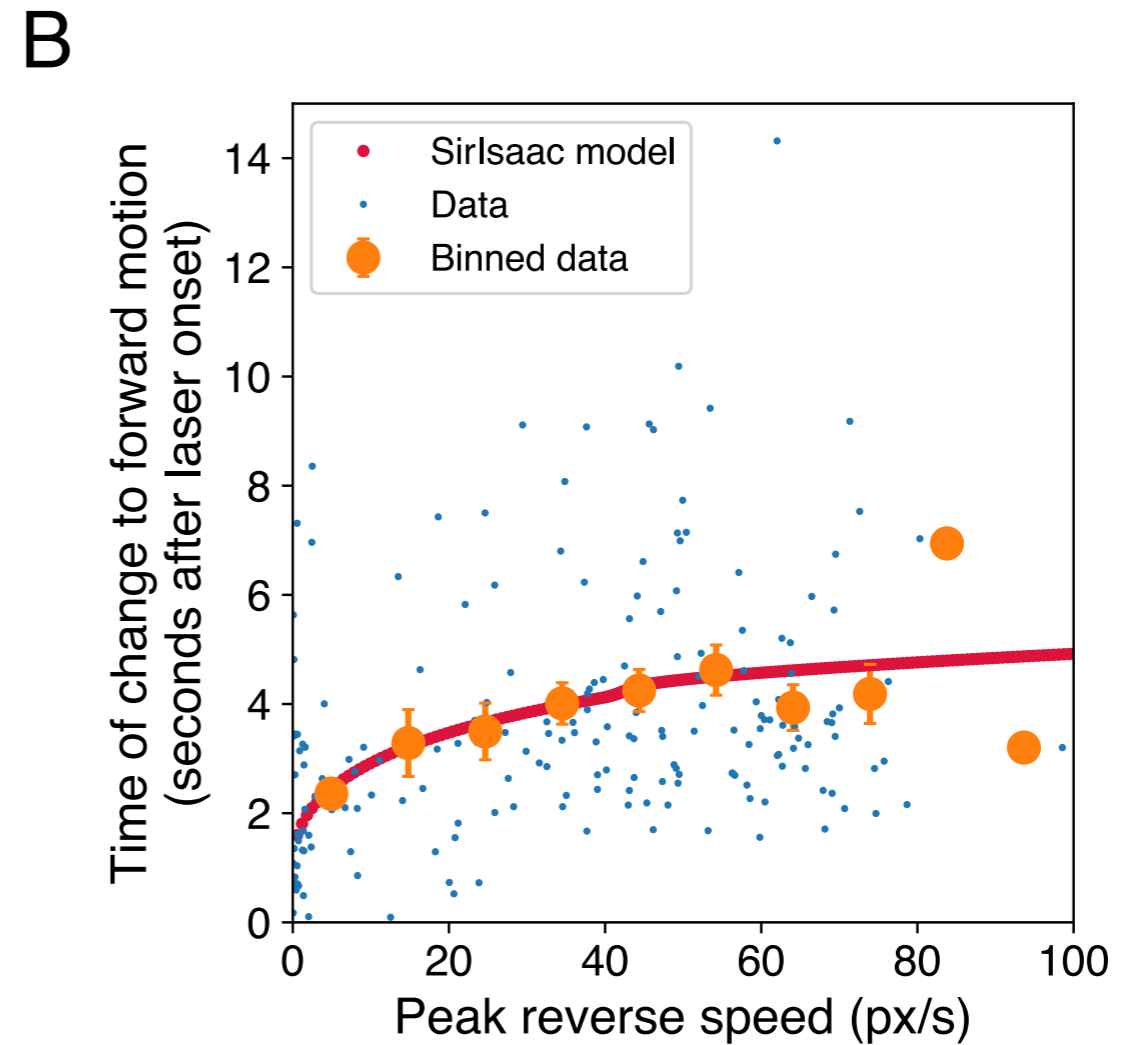 B
Time of change to forward motion
(seconds after laser onset)
14
12
10
8
6
4
2
0
SirIsaac model
Data
Binned data
0 20 40 60 80 100
Peak reverse speed (px/s)